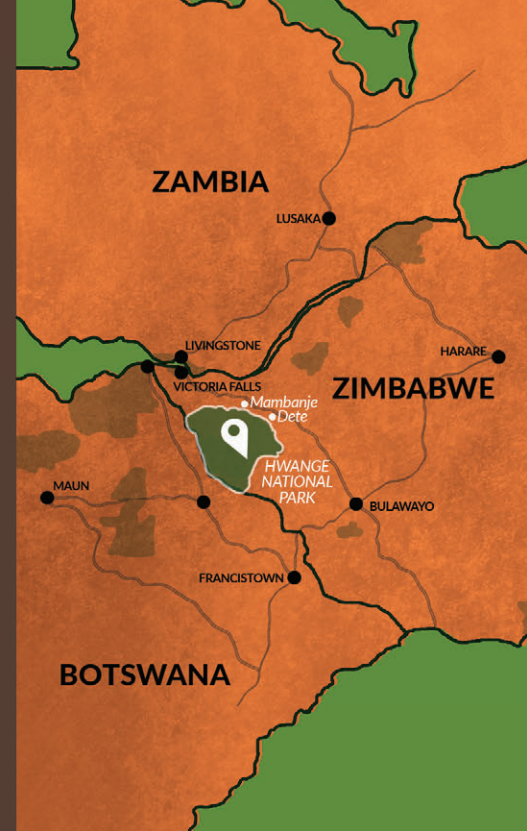 ZAMBIA
LUSAKA
LIVINGSTONE
HARARE
VICTORIA FALLS
ZIMBABWE
Mambanje
Dete
HWANGE
NATIONAL
PARK
MAUN
BULAWAYO
FRANCISTOWN
BOTSWANA